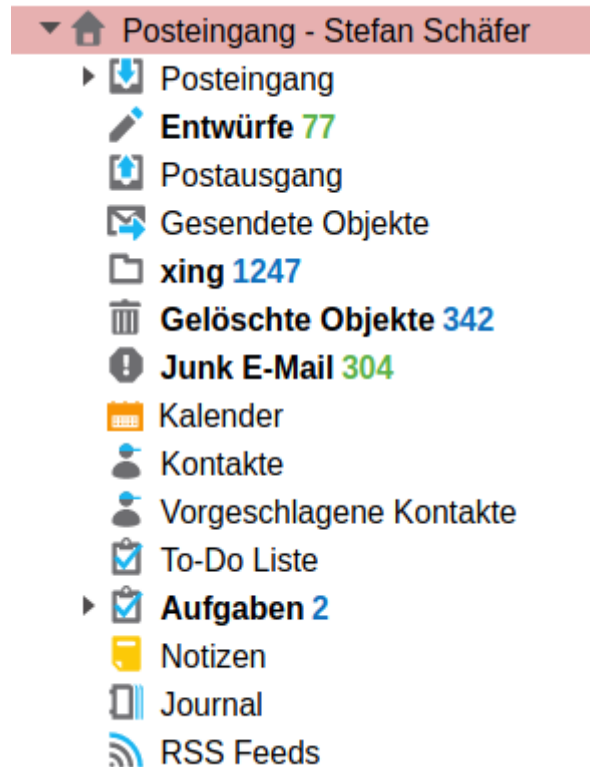 Posteingang - Stefan Schäfer
Posteingang
Entwürfe 77
Postausgang
Gesendete Objekte
xing 1247
Gelöschte Objekte 342
Junk E-Mail 304
Kalender
Kontakte
Vorgeschlagene Kontakte
To-Do Liste
Aufgaben 2
Notizen
Journal
RSS Feeds